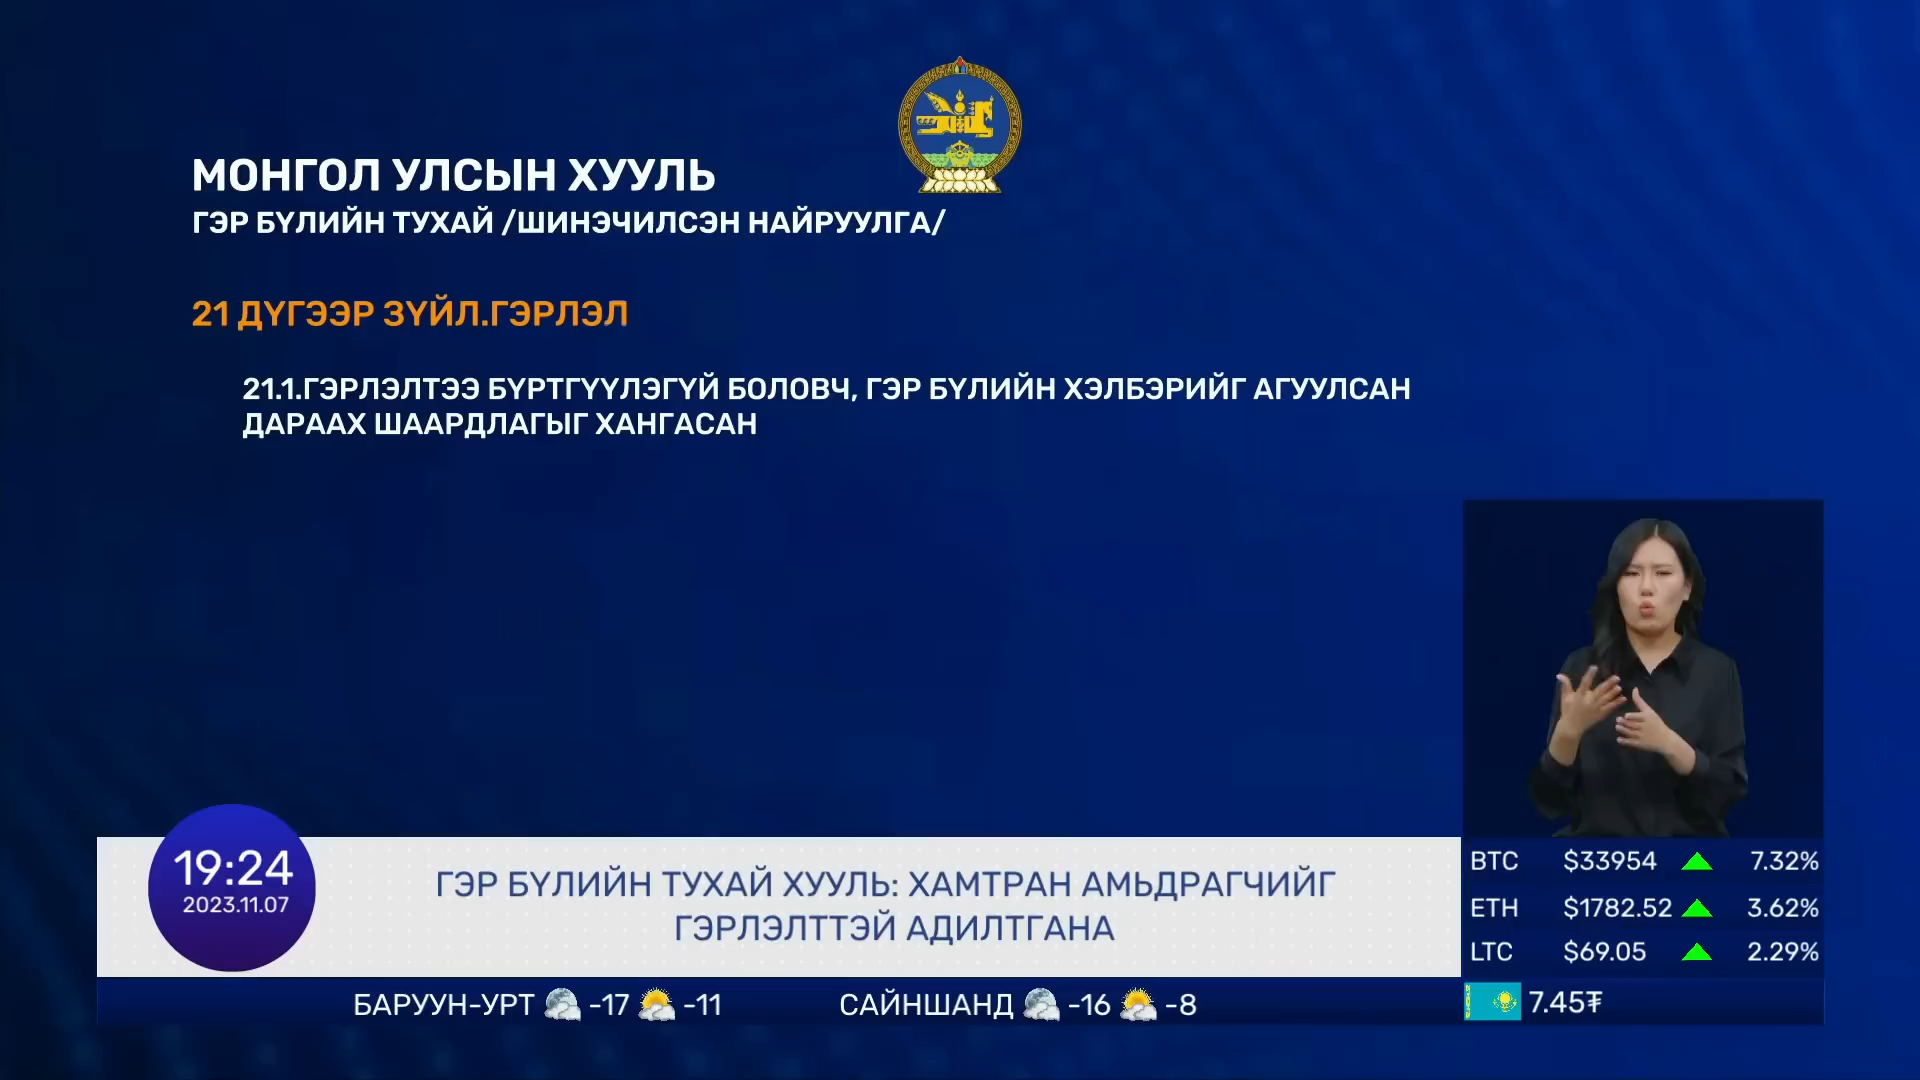 МОНГОЛ УЛСЫН ХУУЛЬ
ГЭР БҮЛИЙН ТУХАЙ /ШИНЭЧИЛСЭН НАЙРУУЛГА/
21 ДҮГЭЭР ЗҮЙЛ.ГЭРЛЭЛ
21.1.ГЭРЛЭЛТЭЭ БҮРТГҮҮЛЭГҮЙ БОЛОВЧ, ГЭР БҮЛИЙН ХЭЛБЭРИЙГ АГУУЛСАН
ДАРААХ ШААРДЛАГЫГ ХАНГАСАН
19:24
2023.11.07
ГЭР БҮЛИЙН ТУХАЙ ХУУЛЬ: ХАМТРАН АМЬДРАГЧИЙГ
ГЭРЛЭЛТТЭЙ АДИЛТГАНА
BTC $33954 7.32%
ETH $1782.52 3.62%
LTC $69.05 2.29%
БАРУУН-УРТ -17 -11 САЙНШАНД -16 -8
7.45₮